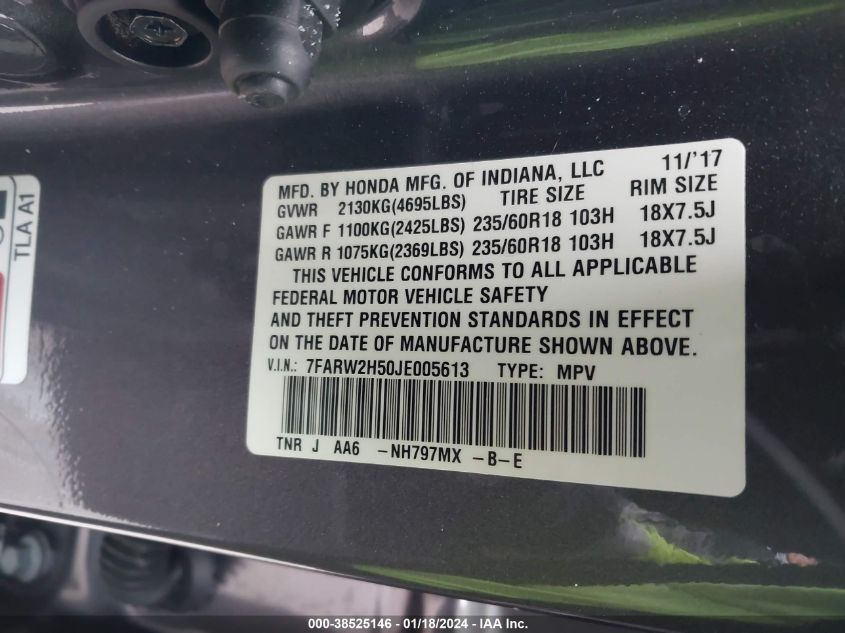 MFD. BY HONDA MFG. OF INDIANA, LLC 11/'17
GVWR 2130KG(4695LBS) TIRE SIZE RIM SIZE
GAWR F 1100KG(2425LBS) 235/60R18 103H 18X7.5J
GAWR R 1075KG(2369LBS) 235/60R18 103H 18X7.5J
THIS VEHICLE CONFORMS TO ALL APPLICABLE
FEDERAL MOTOR VEHICLE SAFETY
AND THEFT PREVENTION STANDARDS IN EFFECT
ON THE DATE OF MANUFACTURE SHOWN ABOVE.
V.I.N.: 7FARW2H50JE005613 TYPE: MPV
TNR J AA6 -NH797MX -B-E
TLA A1
000-38525146 - 01/18/2024 - IAA Inc.